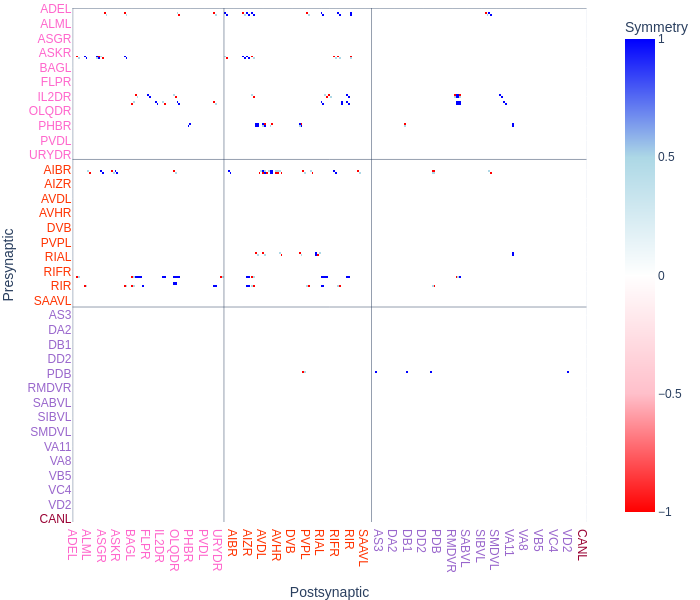 Symmetry
ADEL
ALML
ASGR
ASKR
BAGL
FLPR
IL2DR
OLQDR
PHBR
PVDL
URYDR
AIBR
AIZR
AVDL
AVHR
DVB
PVPL
RIAL
RIFR
RIR
SAAVL
AS3
DA2
DB1
DD2
PDB
RMDVR
SABVL
SIBVL
SMDVL
VA11
VA8
VB5
VC4
VD2
CANL
Presynaptic
ADEL
ALML
ASGR
ASKR
BAGL
FLPR
IL2DR
OLQDR
PHBR
PVDL
URYDR
AIBR
AIZR
AVDL
AVHR
DVB
PVPL
RIAL
RIFR
RIR
SAAVL
AS3
DA2
DB1
DD2
PDB
RMDVR
SABVL
SIBVL
SMDVL
VA11
VA8
VB5
VC4
VD2
CANL
Postsynaptic
1
0.5
0
−0.5
−1